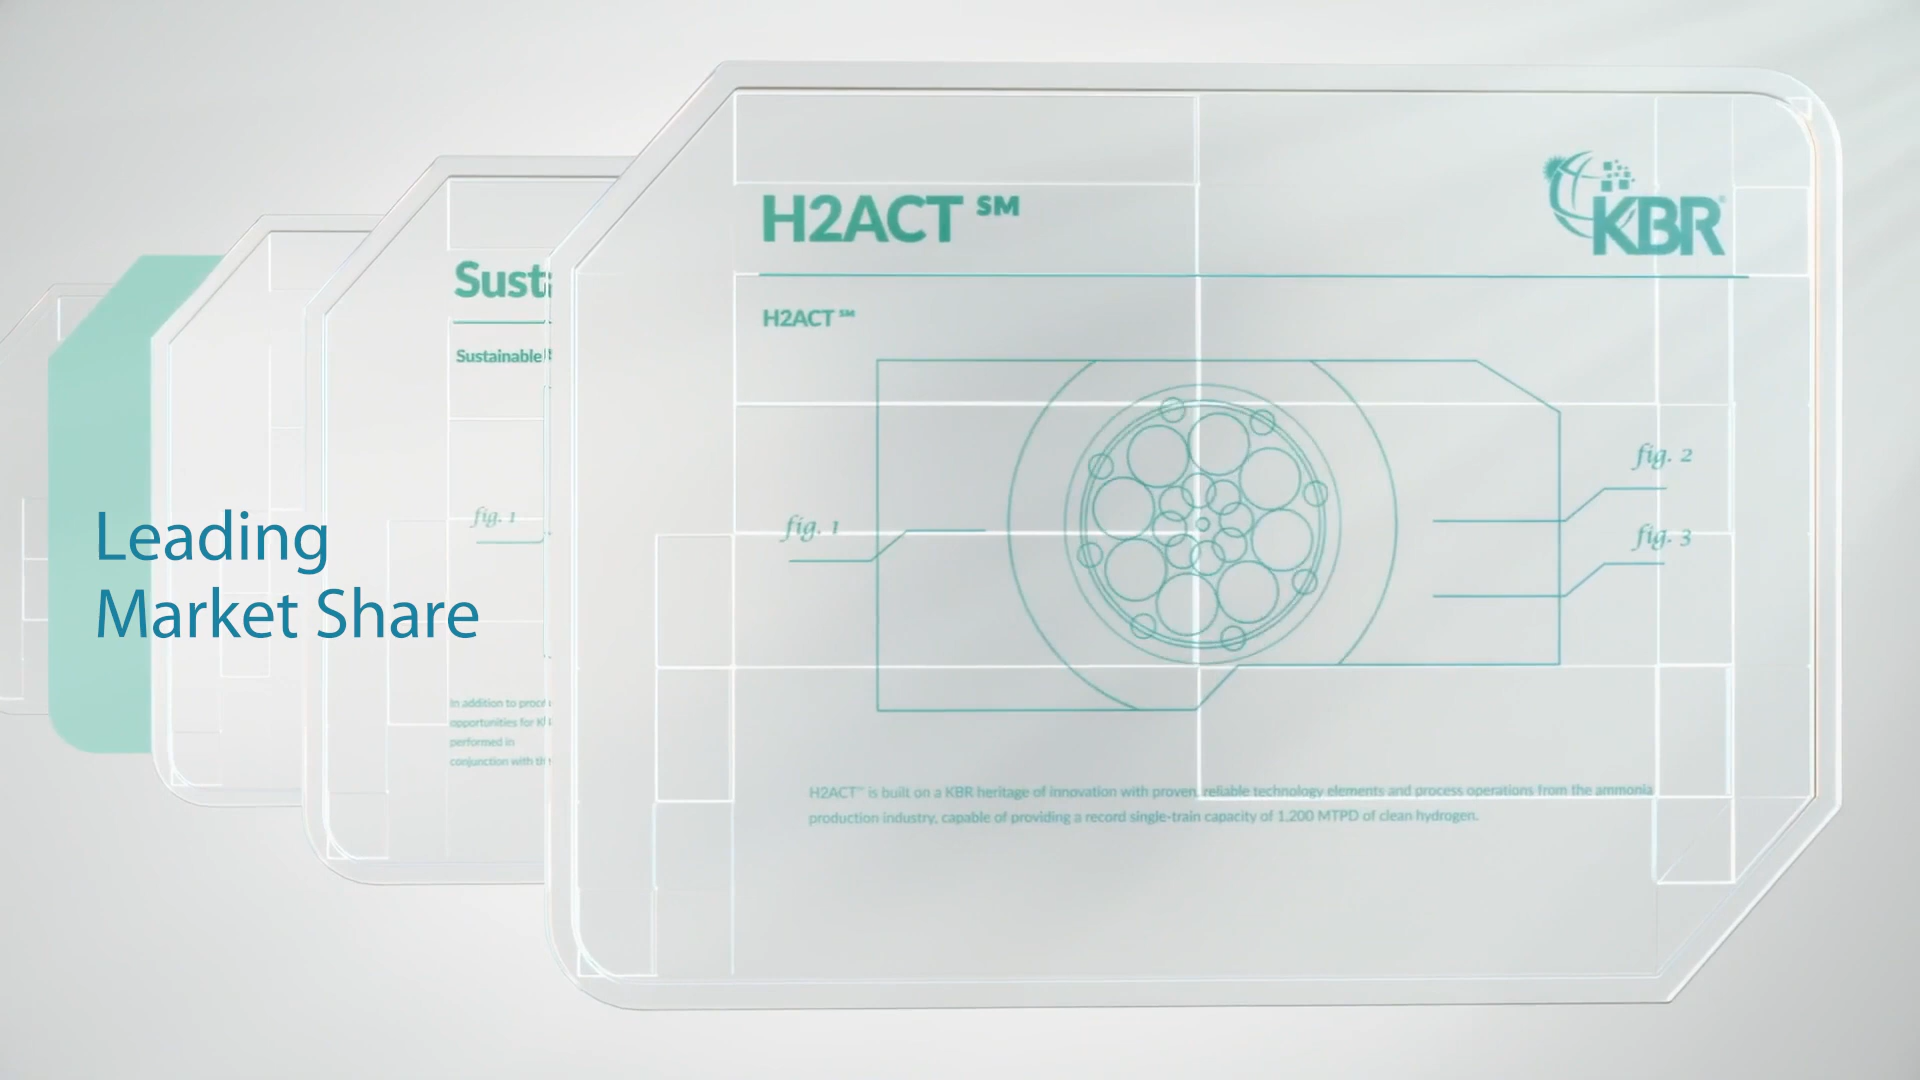 Leading
Market Share
Sustainable
fig. 1
In addition to
opportunities for
performed in
conjunction with
H2ACT SM
KBR
H2ACT SM
fig. 1
fig. 2
fig. 3
H2ACT℠ is built on a KBR heritage of innovation with proven, reliable technology elements and process operations from the ammonia
production industry, capable of providing a record single-train capacity of 1,200 MTPD of clean hydrogen.